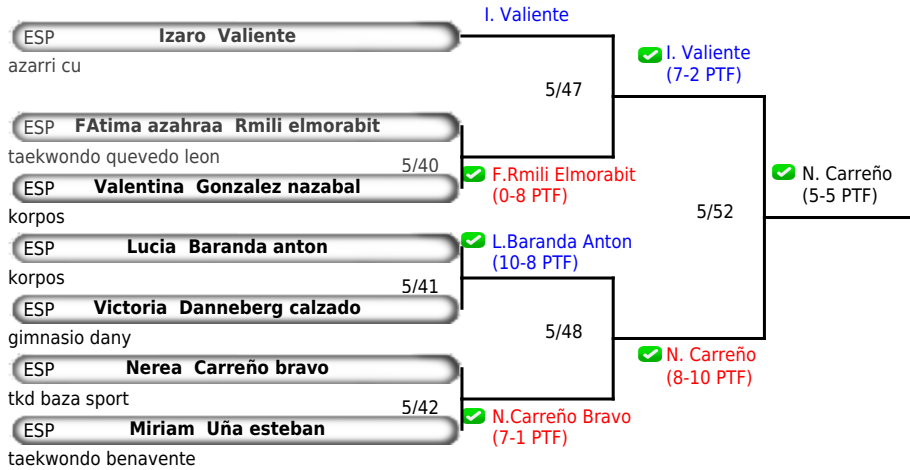 I. Valiente
ESP Izaro Valiente
azarri cu
I. Valiente
(7-2 PTF)
5/47
ESP FAtima azahraa Rmili elmorabit
taekwondo quevedo leon
5/40
F.Rmili Elmorabit
(0-8 PTF)
ESP Valentina Gonzalez nazabal
korpos
N. Carreño
(5-5 PTF)
5/52
ESP Lucia Baranda anton
korpos
L.Baranda Anton
(10-8 PTF)
5/41
ESP Victoria Danneberg calzado
gimnasio dany
5/48
ESP Nerea Carreño bravo
tkd baza sport
N. Carreño
(8-10 PTF)
5/42
N.Carreño Bravo
(7-1 PTF)
ESP Miriam Uña esteban
taekwondo benavente